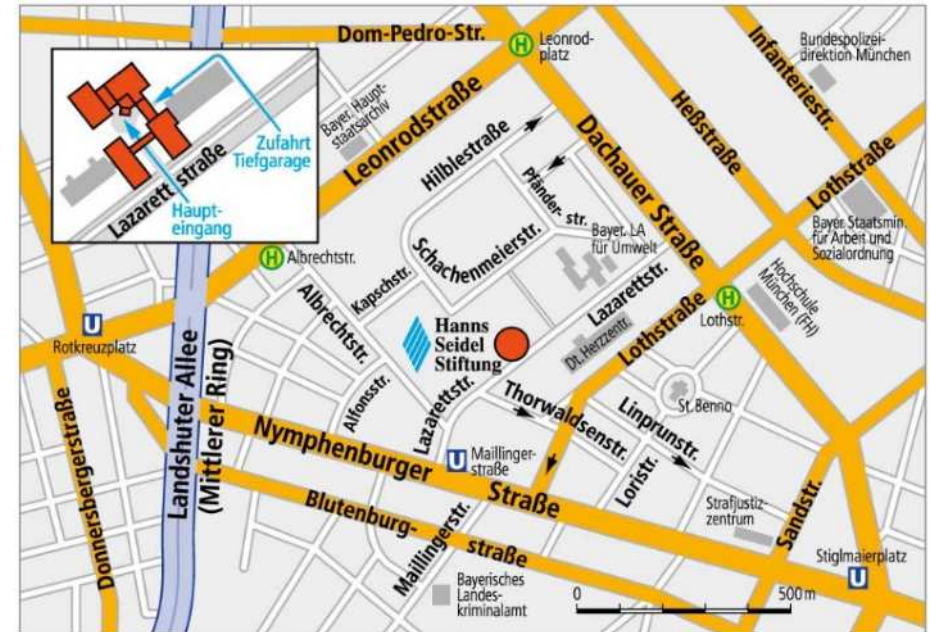 Dom-Pedro-Str.
H
Leonrod-
platz
Infanteriestr.
Bundespolizei-
direktion München
Zufahrt
Tiefgarage
Lazarettstraße
Haupt-
eingang
Bayer. Haupt-
staatsarchiv
Leonrodstraße
Hilblestraße
Heßstraße
Dachauer Straße
Pfänder-
str.
Lothstraße
Bayer. Staatsmin.
für Arbeit und
Sozialordnung
Bayer. LA
für Umwelt
Schachenmeierstr.
H
Albrechtstr.
Kapschstr.
Albrechtstr.
Lazarettstr.
Hochschule
München (FH)
H
Lothstr.
U
Rotkreuzplatz
Hanns
Seidel
Stiftung
Dt. Herzzentr.
Lothstraße
Landshuter Allee
(Mittlerer Ring)
Alfonsstr.
Lazarettstr.
Thorwaldsenstr.
Linprunstr.
St. Benno
Donnersbergerstraße
Nymphenburger
Straße
U
Maillinger-
straße
Loristr.
Strafjustiz-
zentrum
Sandstr.
Blutenburg-
straße
Maillingerstr.
Stiglmaierplatz
U
Bayerisches
Landes-
kriminalamt
0
500 m